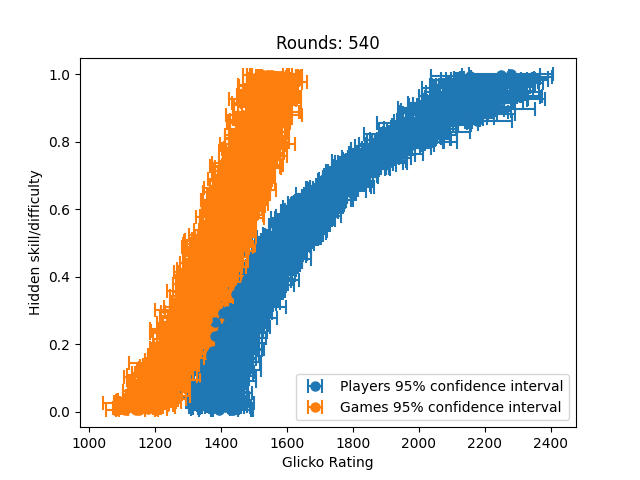 Rounds: 540
Hidden skill/difficulty
1.0
0.8
0.6
0.4
0.2
0.0
Players 95% confidence interval
Games 95% confidence interval
1000 1200 1400 1600 1800 2000 2200 2400
Glicko Rating